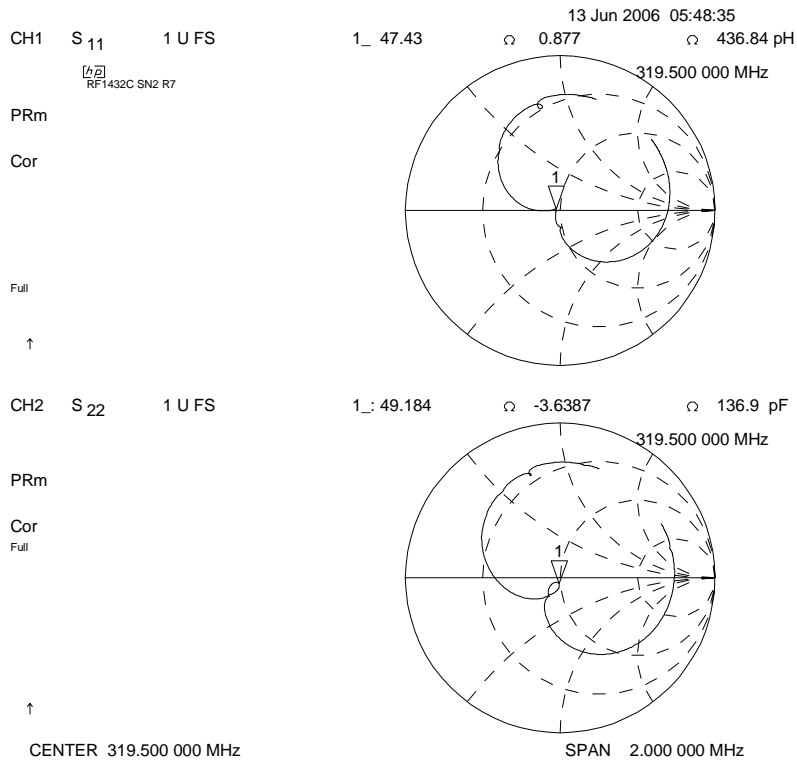 13 Jun 2006 05:48:35
CH1 S 11 1 U FS 1_ 47.43 Ω 0.877 Ω 436.84 pH
hp
319.500 000 MHz
RF1432C SN2 R7
PRm
Cor
1
Full
↑
CH2 S 22 1 U FS 1_: 49.184 Ω -3.6387 Ω 136.9 pF
319.500 000 MHz
PRm
Cor
Full
1
↑
CENTER 319.500 000 MHz SPAN 2.000 000 MHz